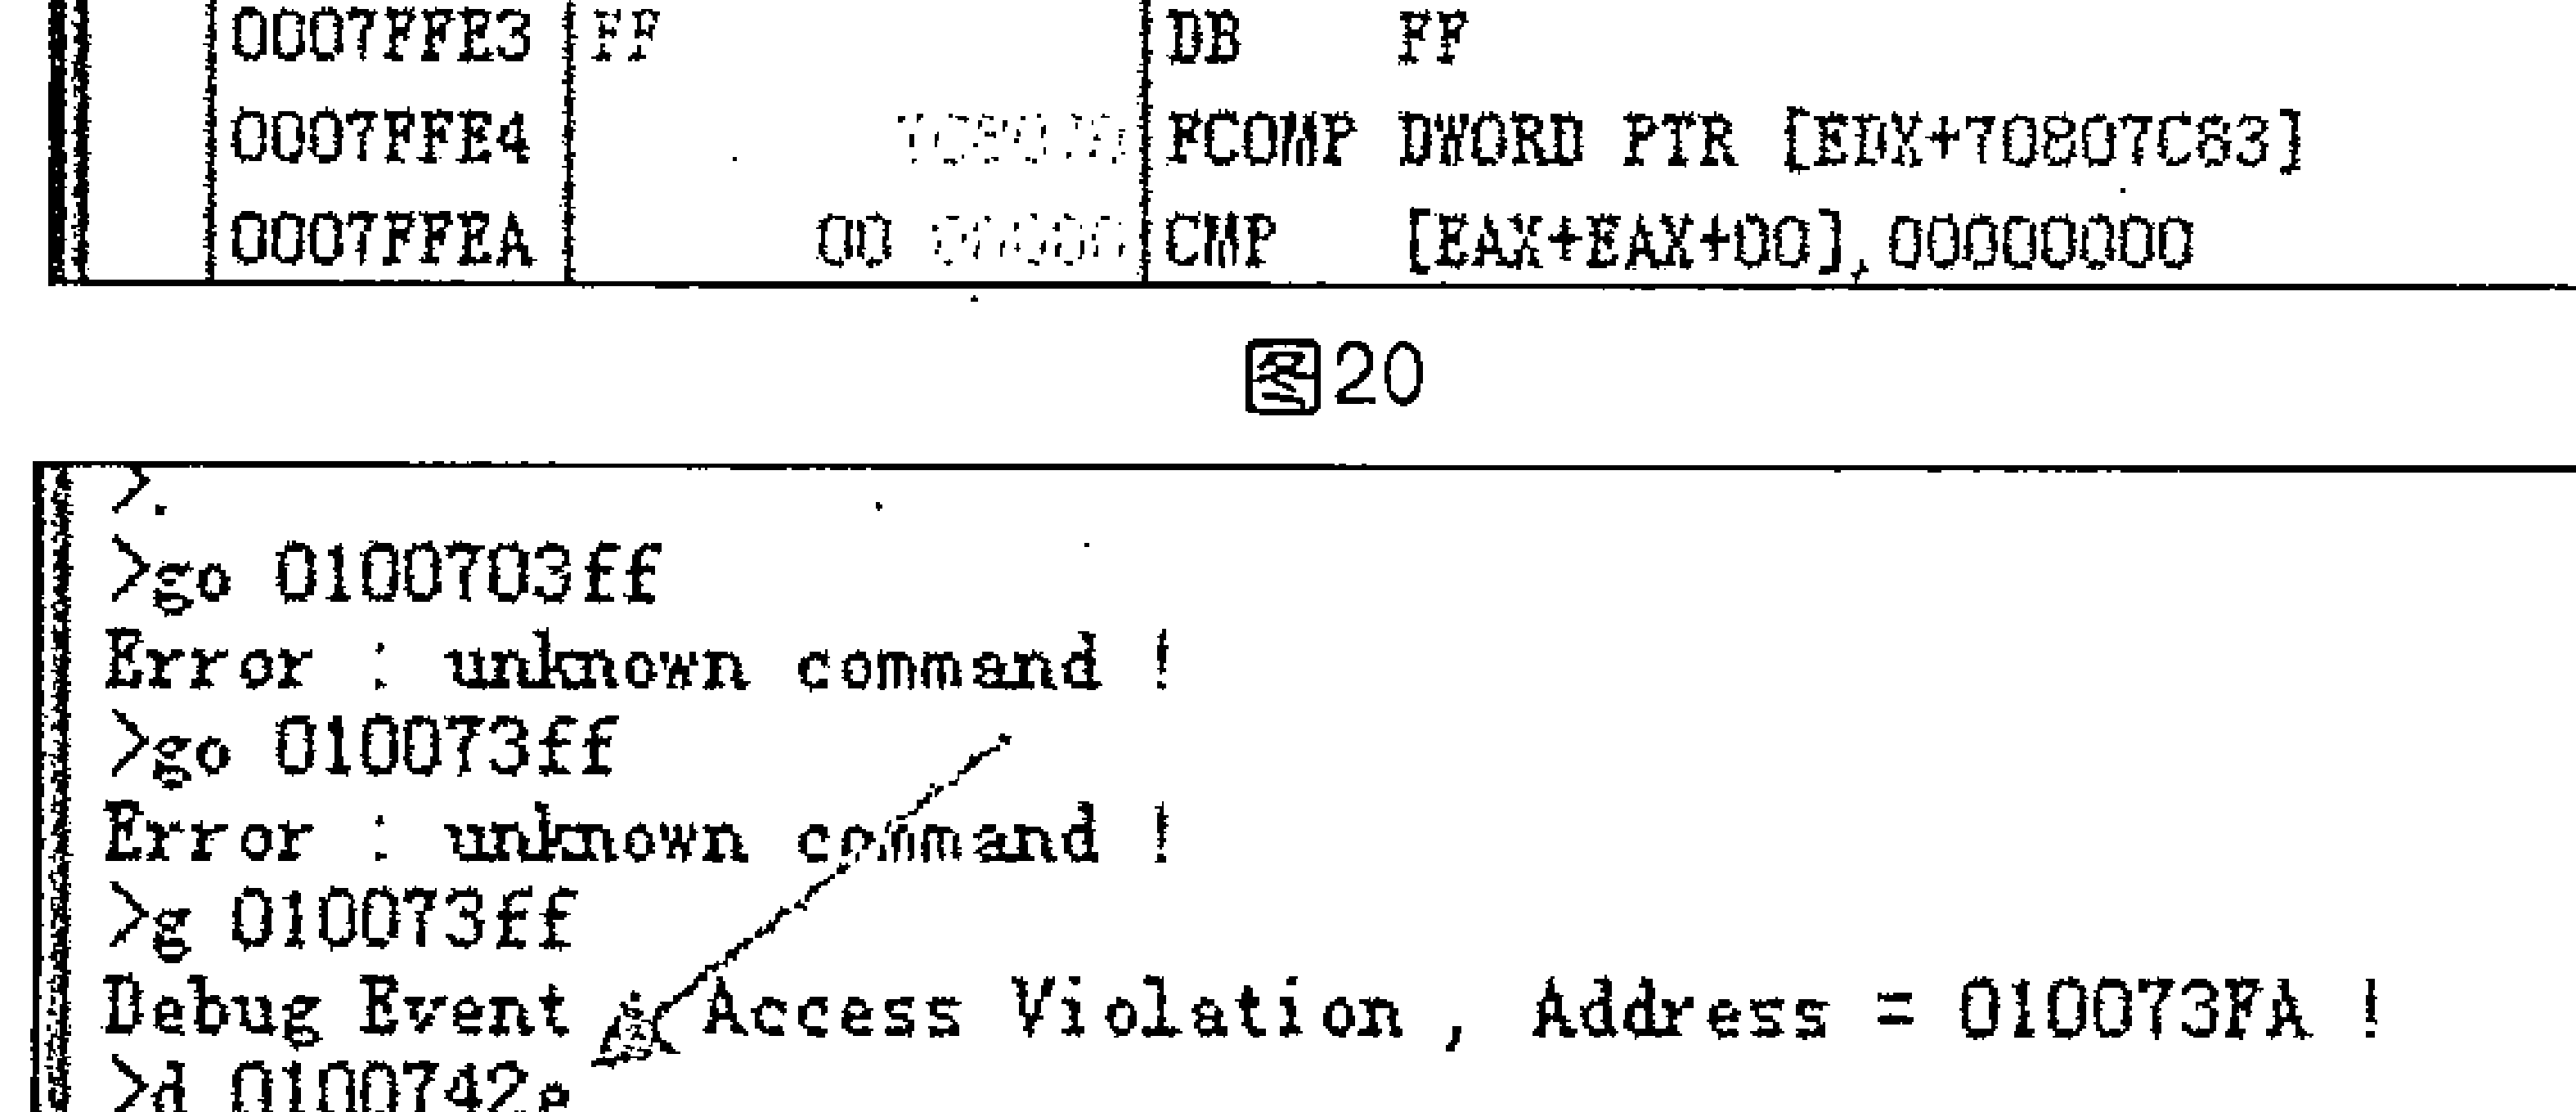 0007FFE3 FF DB FF
0007FFE4 FCOMP DWORD PTR [EDX+70807C83]
0007FFEA 00 CMP [EAX+EAX+00],00000000
图20
>.
>go 0100703ff
Error : unknown command !
>go 010073ff
Error : unknown command !
>g 010073ff
Debug Event Access Violation , Address = 010073FA !
>d 0100742e